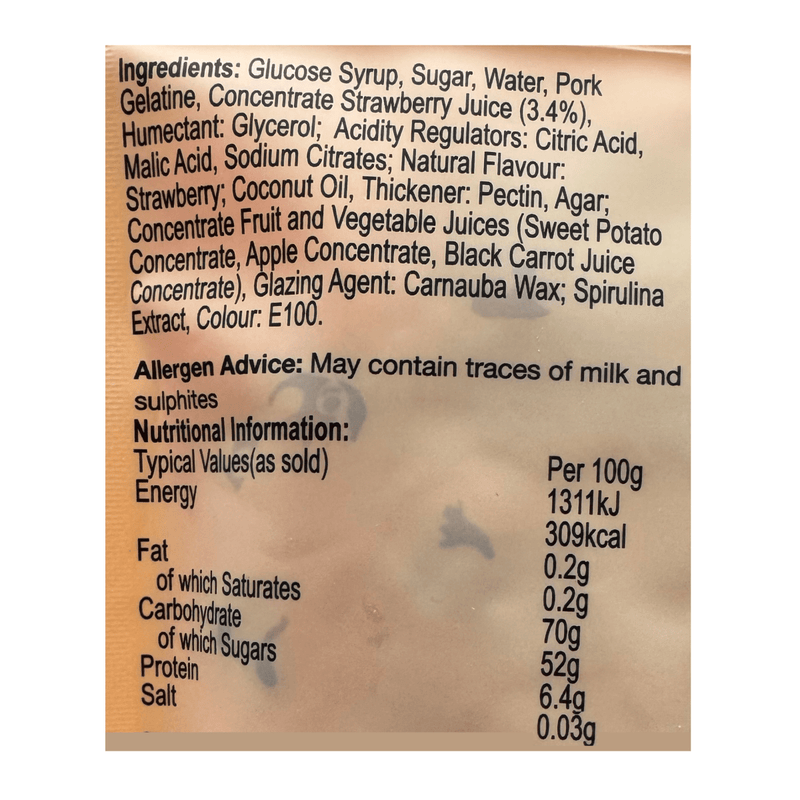 Ingredients: Glucose Syrup, Sugar, Water, Pork
Gelatine, Concentrate Strawberry Juice (3.4%),
Humectant: Glycerol; Acidity Regulators: Citric Acid,
Malic Acid, Sodium Citrates; Natural Flavour:
Strawberry; Coconut Oil, Thickener: Pectin, Agar;
Concentrate Fruit and Vegetable Juices (Sweet Potato
Concentrate, Apple Concentrate, Black Carrot Juice
Concentrate), Glazing Agent: Carnauba Wax; Spirulina
Extract, Colour: E100.
Allergen Advice: May contain traces of milk and
sulphites
Nutritional Information:
Typical Values(as sold) Per 100g
Energy 1311kJ
309kcal
Fat 0.2g
of which Saturates 0.2g
Carbohydrate 70g
of which Sugars 52g
Protein 6.4g
Salt 0.03g